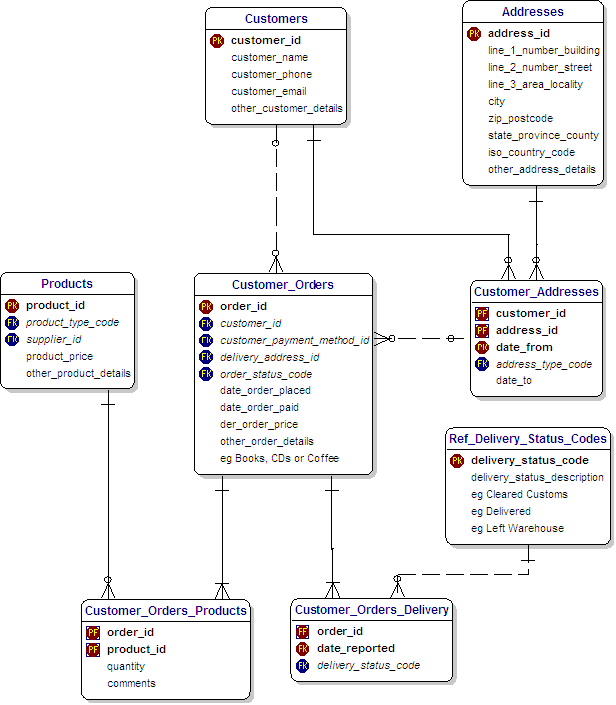 Customers
PK customer_id
customer_name
customer_phone
customer_email
other_customer_details
Addresses
PK address_id
line_1_number_building
line_2_number_street
line_3_area_locality
city
zip_postcode
state_province_county
iso_country_code
other_address_details
Products
PK product_id
FK product_type_code
FK supplier_id
product_price
other_product_details
Customer_Orders
PK order_id
FK customer_id
FK customer_payment_method_id
FK delivery_address_id
FK order_status_code
date_order_placed
date_order_paid
der_order_price
other_order_details
eg Books, CDs or Coffee
Customer_Addresses
PF customer_id
PF address_id
PK date_from
FK address_type_code
date_to
Ref_Delivery_Status_Codes
PK delivery_status_code
delivery_status_description
eg Cleared Customs
eg Delivered
eg Left Warehouse
Customer_Orders_Products
PF order_id
PF product_id
quantity
comments
Customer_Orders_Delivery
PF order_id
PK date_reported
FK delivery_status_code